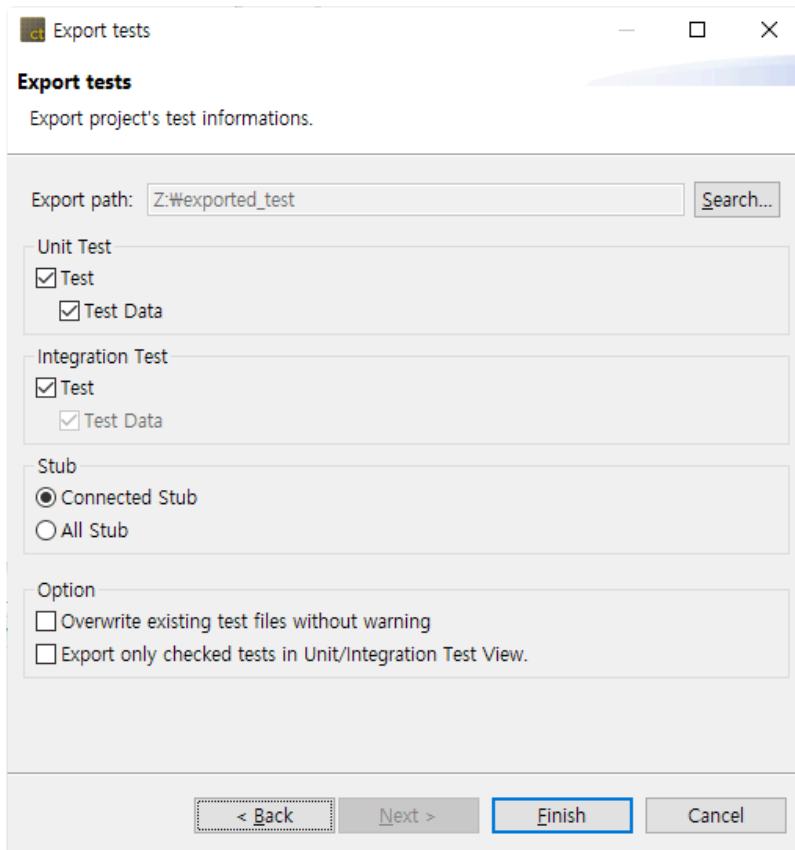 ct Export tests
Export tests
Export project's test informations.
Export path: Z:₩exported_test Search...
Unit Test
Test
Test Data
Integration Test
Test
Test Data
Stub
Connected Stub
All Stub
Option
Overwrite existing test files without warning
Export only checked tests in Unit/Integration Test View.
< Back Next > Finish Cancel